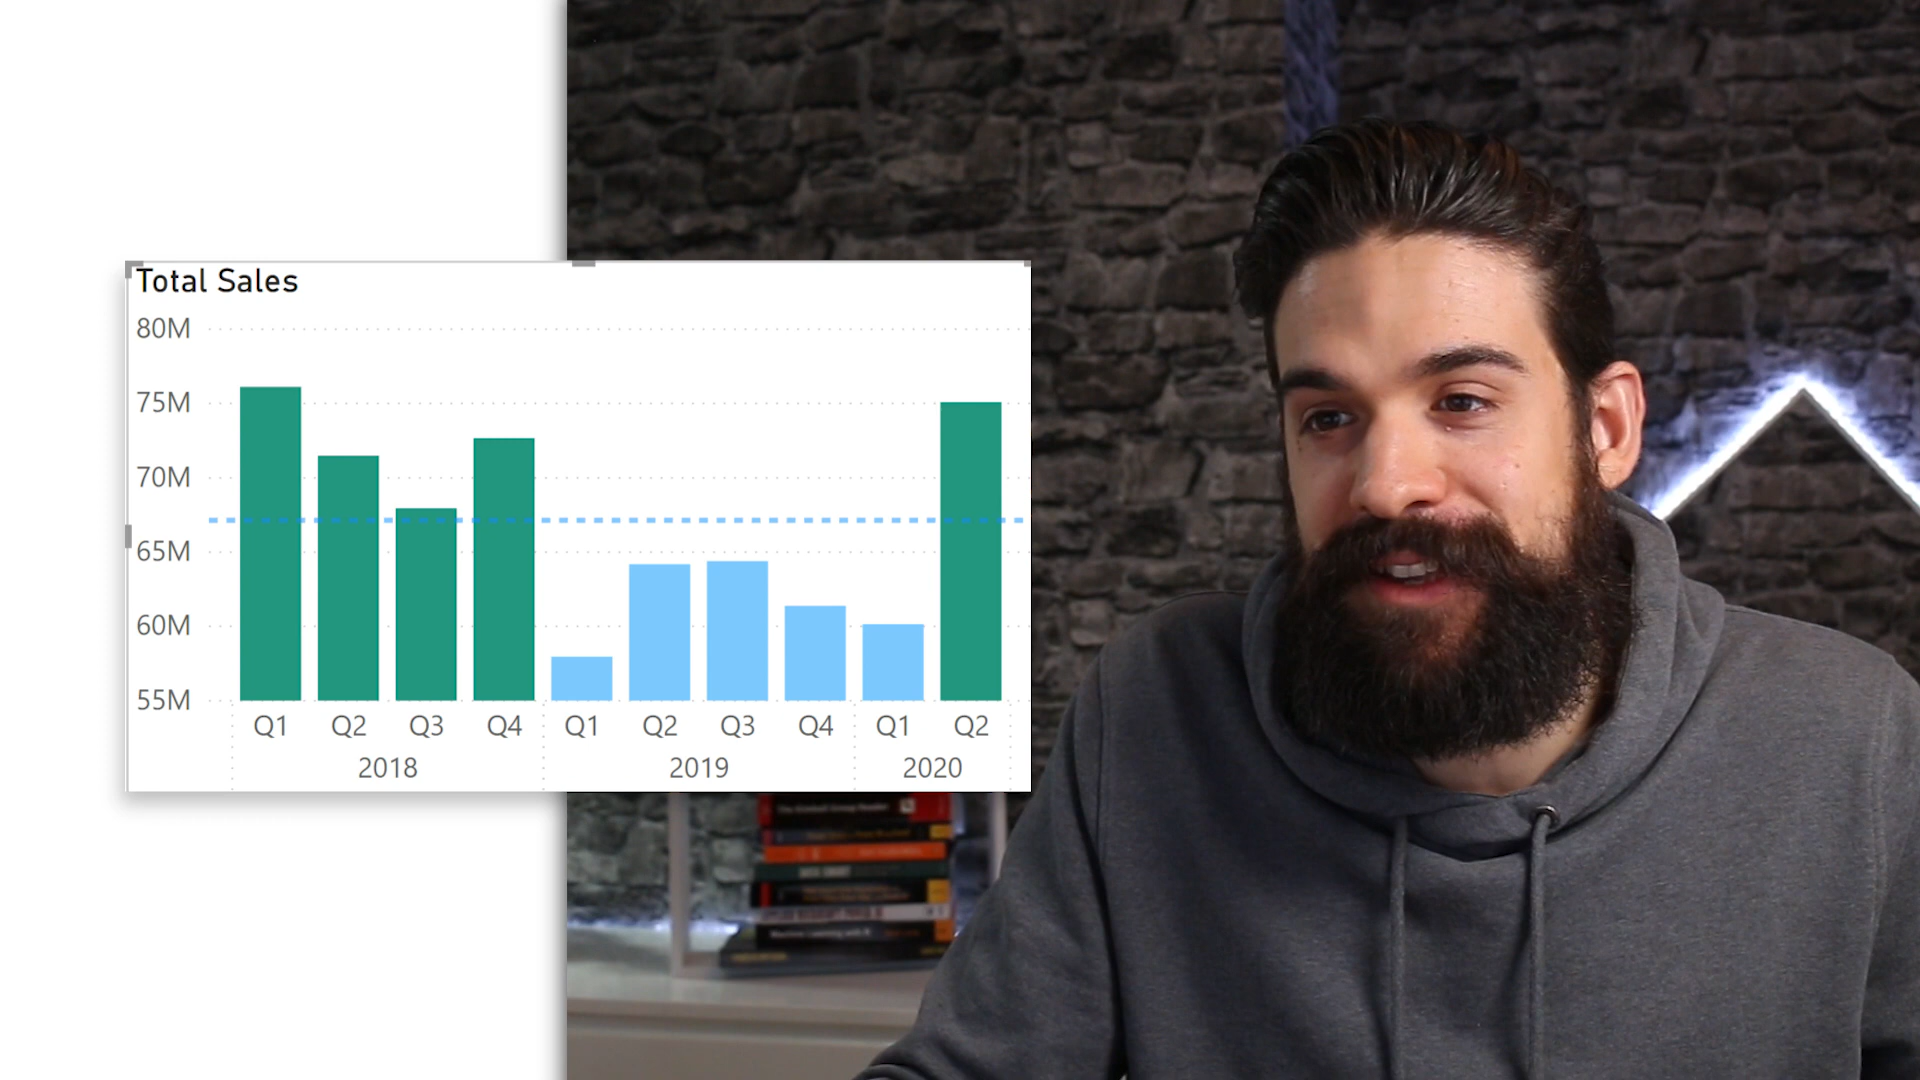 Total Sales
80M
75M
70M
65M
60M
55M
Q1 Q2 Q3 Q4 Q1 Q2 Q3 Q4 Q1 Q2
2018 2019 2020